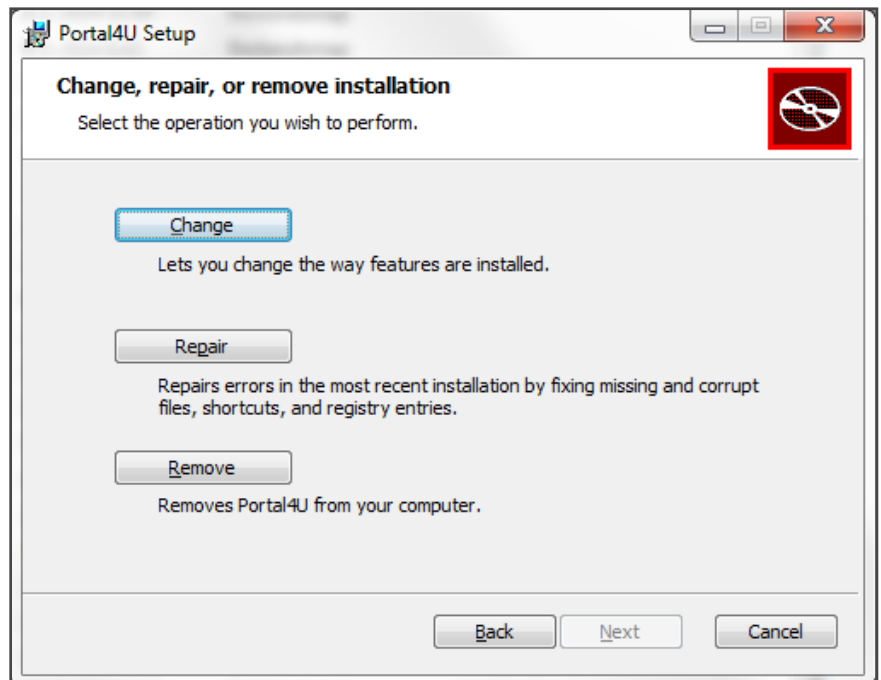 Portal4U Setup
Change, repair, or remove installation
Select the operation you wish to perform.
Change
Lets you change the way features are installed.
Repair
Repairs errors in the most recent installation by fixing missing and corrupt
files, shortcuts, and registry entries.
Remove
Removes Portal4U from your computer.
Back
Next
Cancel